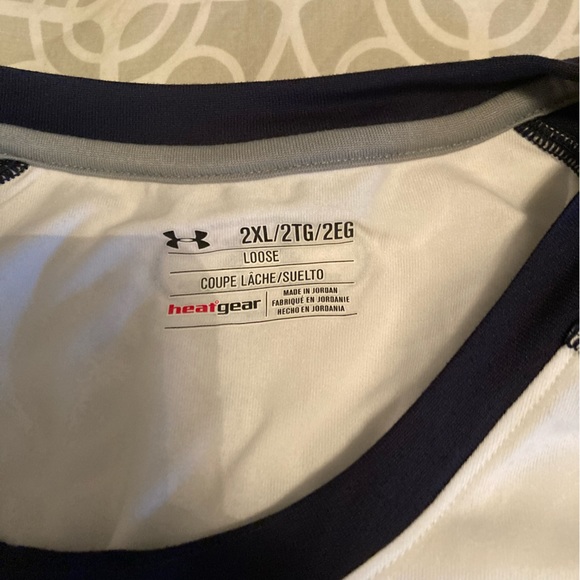 2XL/2TG/2EG
LOOSE
COUPE LÂCHE/SUELTO
heatgear
MADE IN JORDAN
FABRIQUÉ EN JORDANIE
HECHO EN JORDANIA